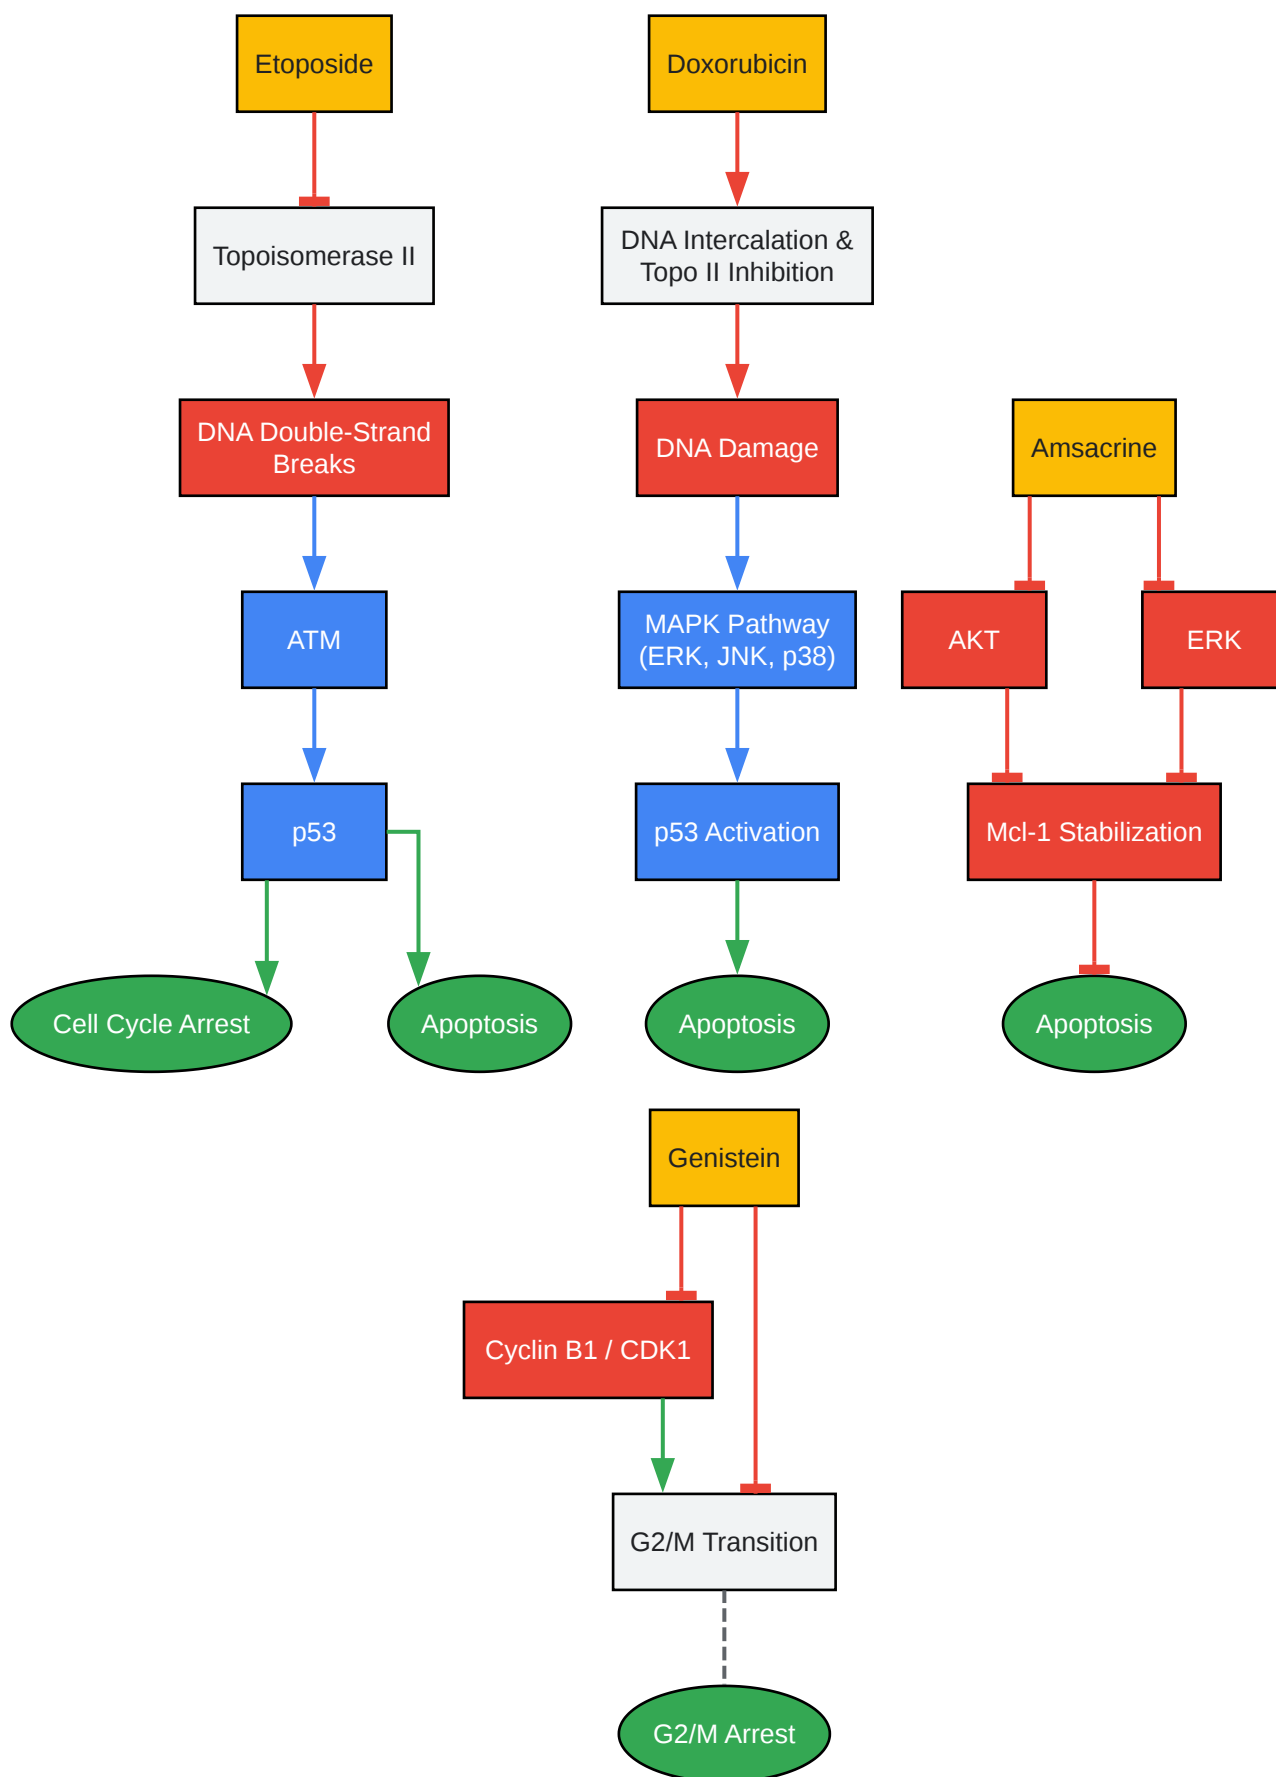 Etoposide
Doxorubicin
Topoisomerase II
DNA Intercalation &
Topo II Inhibition
DNA Double-Strand
Breaks
DNA Damage
Amsacrine
ATM
MAPK Pathway
(ERK, JNK, p38)
AKT
ERK
p53
p53 Activation
Mcl-1 Stabilization
Cell Cycle Arrest
Apoptosis
Apoptosis
Apoptosis
Genistein
Cyclin B1 / CDK1
G2/M Transition
G2/M Arrest